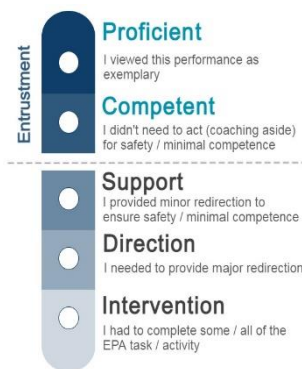 Entrustment
Proficient
I viewed this performance as
exemplary
Competent
I didn't need to act (coaching aside)
for safety / minimal competence
Support
I provided minor redirection to
ensure safety / minimal competence
Direction
I needed to provide major redirection
Intervention
I had to complete some / all of the
EPA task / activity